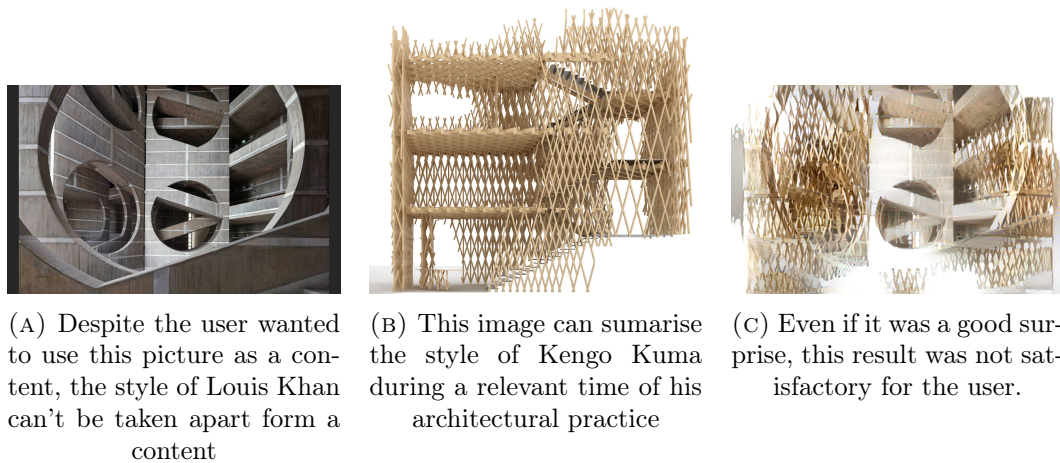 (A) Despite the user wanted
to use this picture as a con-
tent, the style of Louis Khan
can't be taken apart form a
content
(B) This image can sumarise
the style of Kengo Kuma
during a relevant time of his
architectural practice
(C) Even if it was a good sur-
prise, this result was not sat-
isfactory for the user.